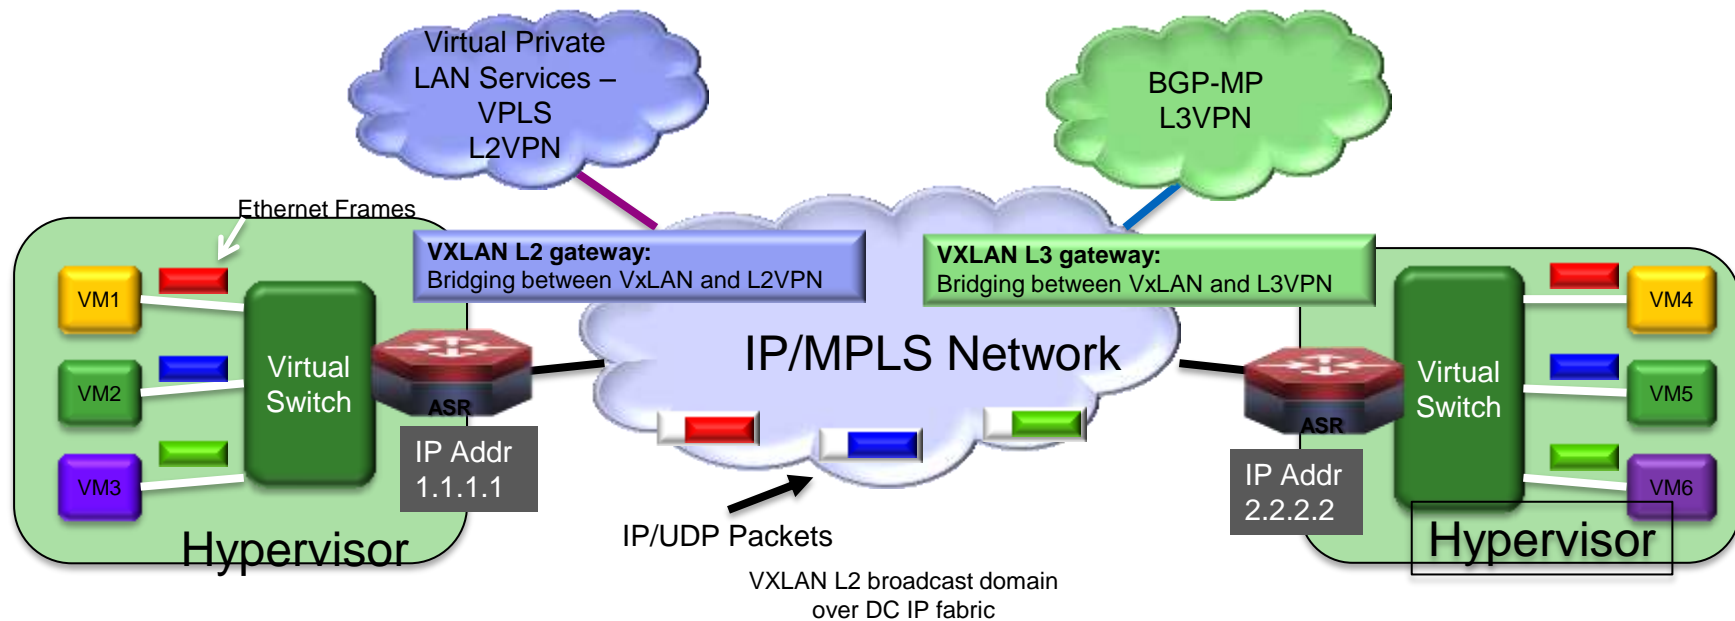 Virtual Private
LAN Services –
VPLS
L2VPN
BGP-MP
L3VPN
Ethernet Frames
VXLAN L2 gateway:
Bridging between VxLAN and L2VPN
VXLAN L3 gateway:
Bridging between VxLAN and L3VPN
VM1
VM2
VM3
Virtual
Switch
ASR
IP Addr
1.1.1.1
Hypervisor
IP/MPLS Network
IP/UDP Packets
VXLAN L2 broadcast domain
over DC IP fabric
ASR
IP Addr
2.2.2.2
Virtual
Switch
VM4
VM5
VM6
Hypervisor